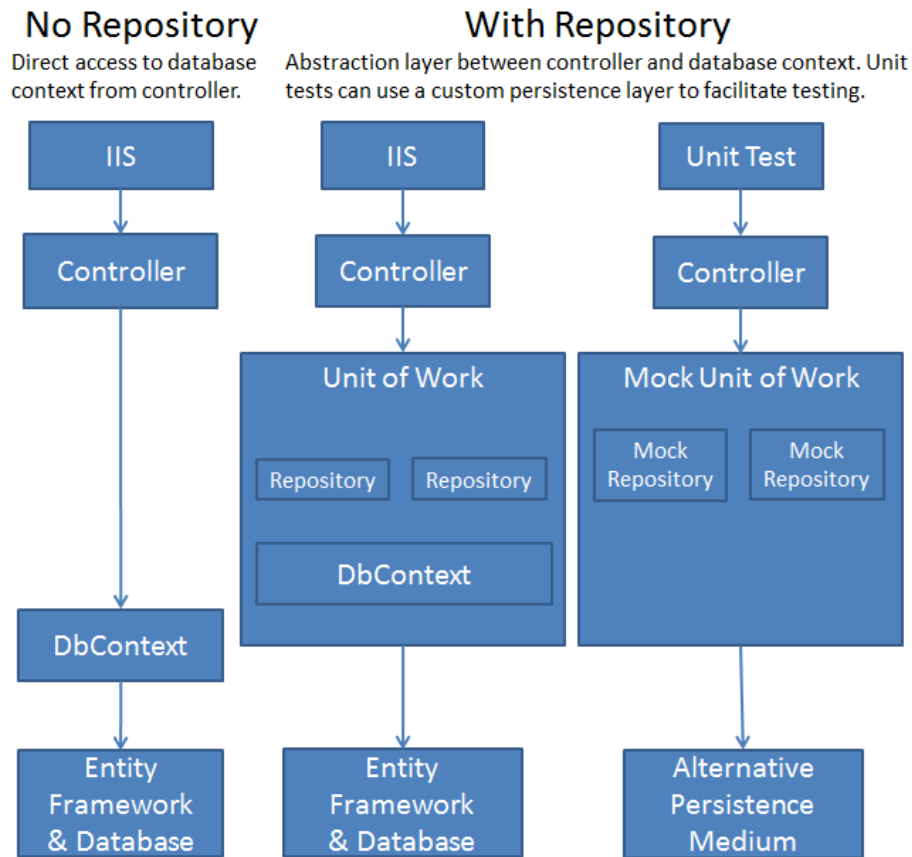 No Repository
Direct access to database
context from controller.
With Repository
Abstraction layer between controller and database context. Unit
tests can use a custom persistence layer to facilitate testing.
IIS
Controller
DbContext
Entity
Framework
& Database
IIS
Controller
Unit of Work
Repository
Repository
DbContext
Entity
Framework
& Database
Unit Test
Controller
Mock Unit of Work
Mock
Repository
Mock
Repository
Alternative
Persistence
Medium